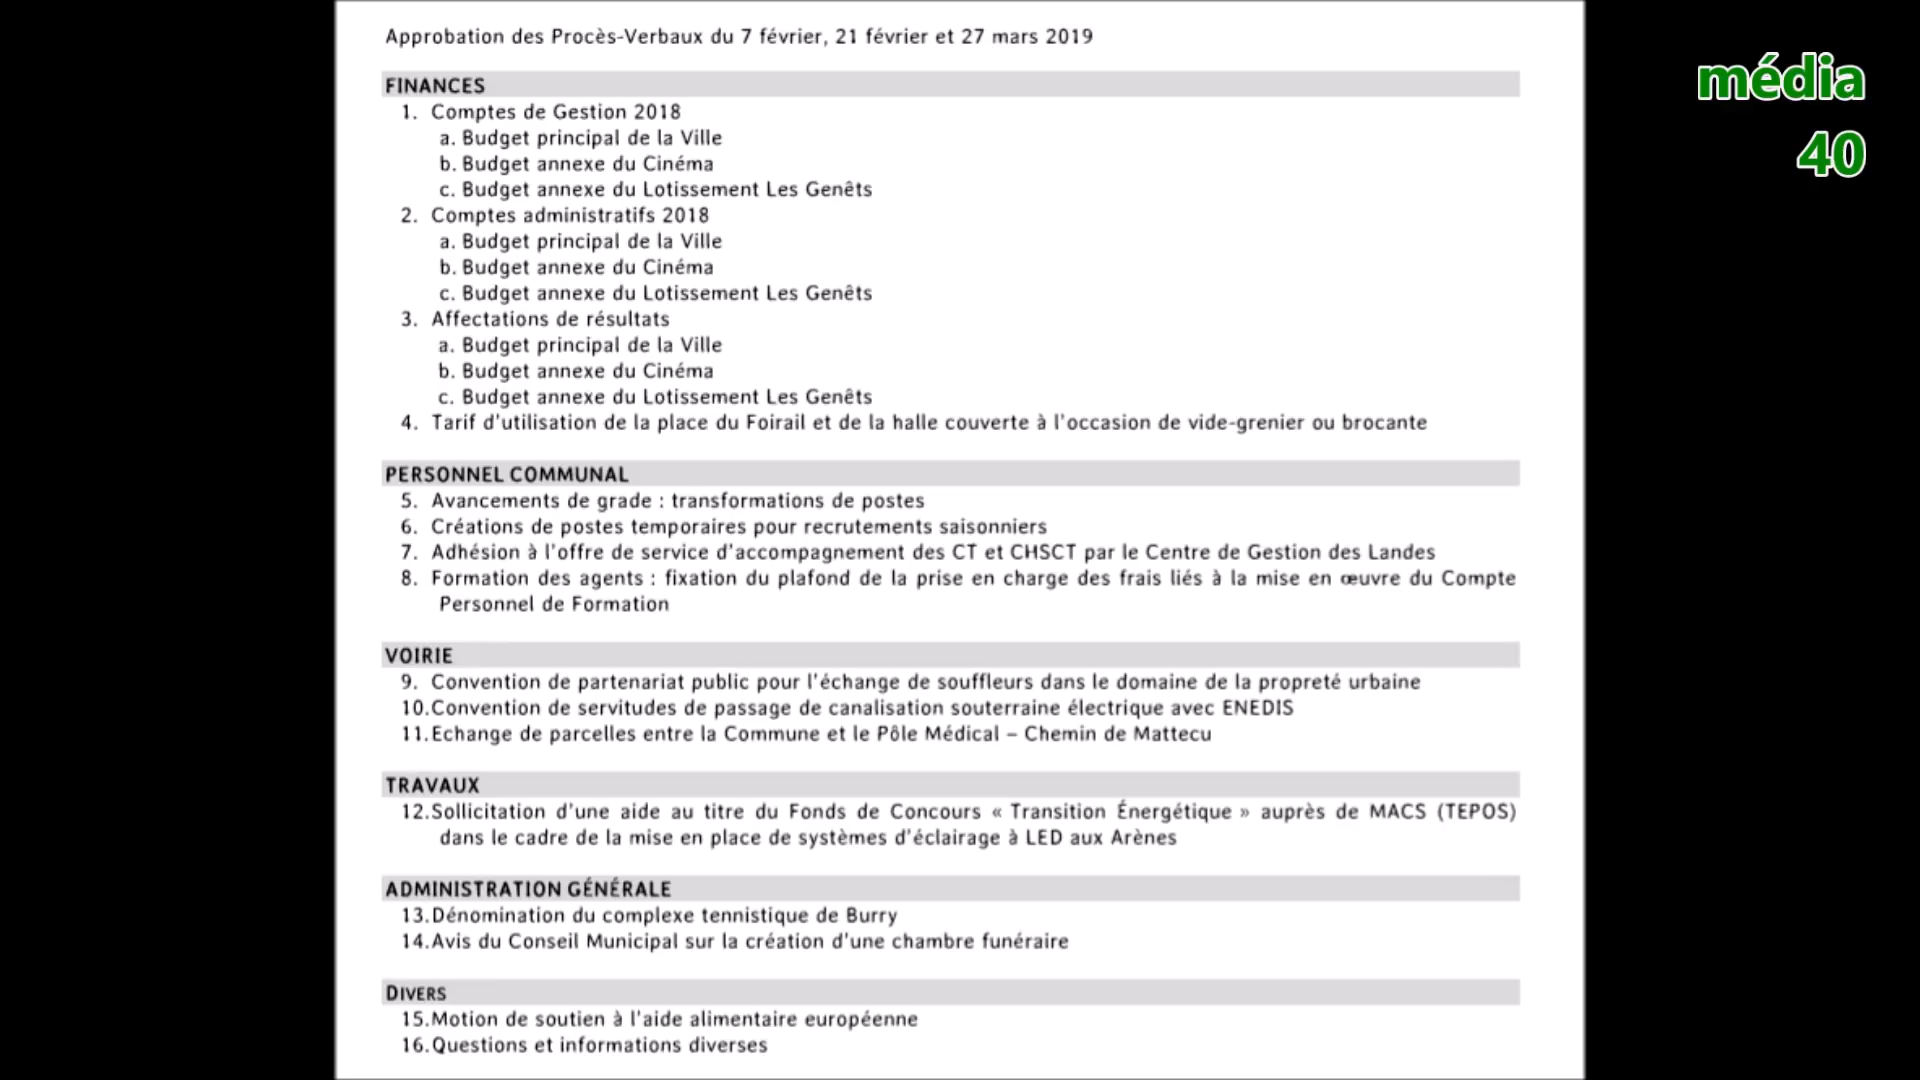 Approbation des Procès-Verbaux du 7 février, 21 février et 27 mars 2019
FINANCES
1. Comptes de Gestion 2018
a. Budget principal de la Ville
b. Budget annexe du Cinéma
c. Budget annexe du Lotissement Les Genêts
2. Comptes administratifs 2018
a. Budget principal de la Ville
b. Budget annexe du Cinéma
c. Budget annexe du Lotissement Les Genêts
3. Affectations de résultats
a. Budget principal de la Ville
b. Budget annexe du Cinéma
c. Budget annexe du Lotissement Les Genêts
4. Tarif d'utilisation de la place du Foirail et de la halle couverte à l'occasion de vide-grenier ou brocante
PERSONNEL COMMUNAL
5. Avancements de grade : transformations de postes
6. Créations de postes temporaires pour recrutements saisonniers
7. Adhésion à l'offre de service d'accompagnement des CT et CHSCT par le Centre de Gestion des Landes
8. Formation des agents : fixation du plafond de la prise en charge des frais liés à la mise en œuvre du Compte
Personnel de Formation
VOIRIE
9. Convention de partenariat public pour l'échange de souffleurs dans le domaine de la propreté urbaine
10.Convention de servitudes de passage de canalisation souterraine électrique avec ENEDIS
11.Echange de parcelles entre la Commune et le Pôle Médical – Chemin de Mattecu
TRAVAUX
12.Sollicitation d'une aide au titre du Fonds de Concours « Transition Énergétique » auprès de MACS (TEPOS)
dans le cadre de la mise en place de systèmes d'éclairage à LED aux Arènes
ADMINISTRATION GÉNÉRALE
13.Dénomination du complexe tennistique de Burry
14.Avis du Conseil Municipal sur la création d'une chambre funéraire
DIVERS
15.Motion de soutien à l'aide alimentaire européenne
16.Questions et informations diverses
média
40